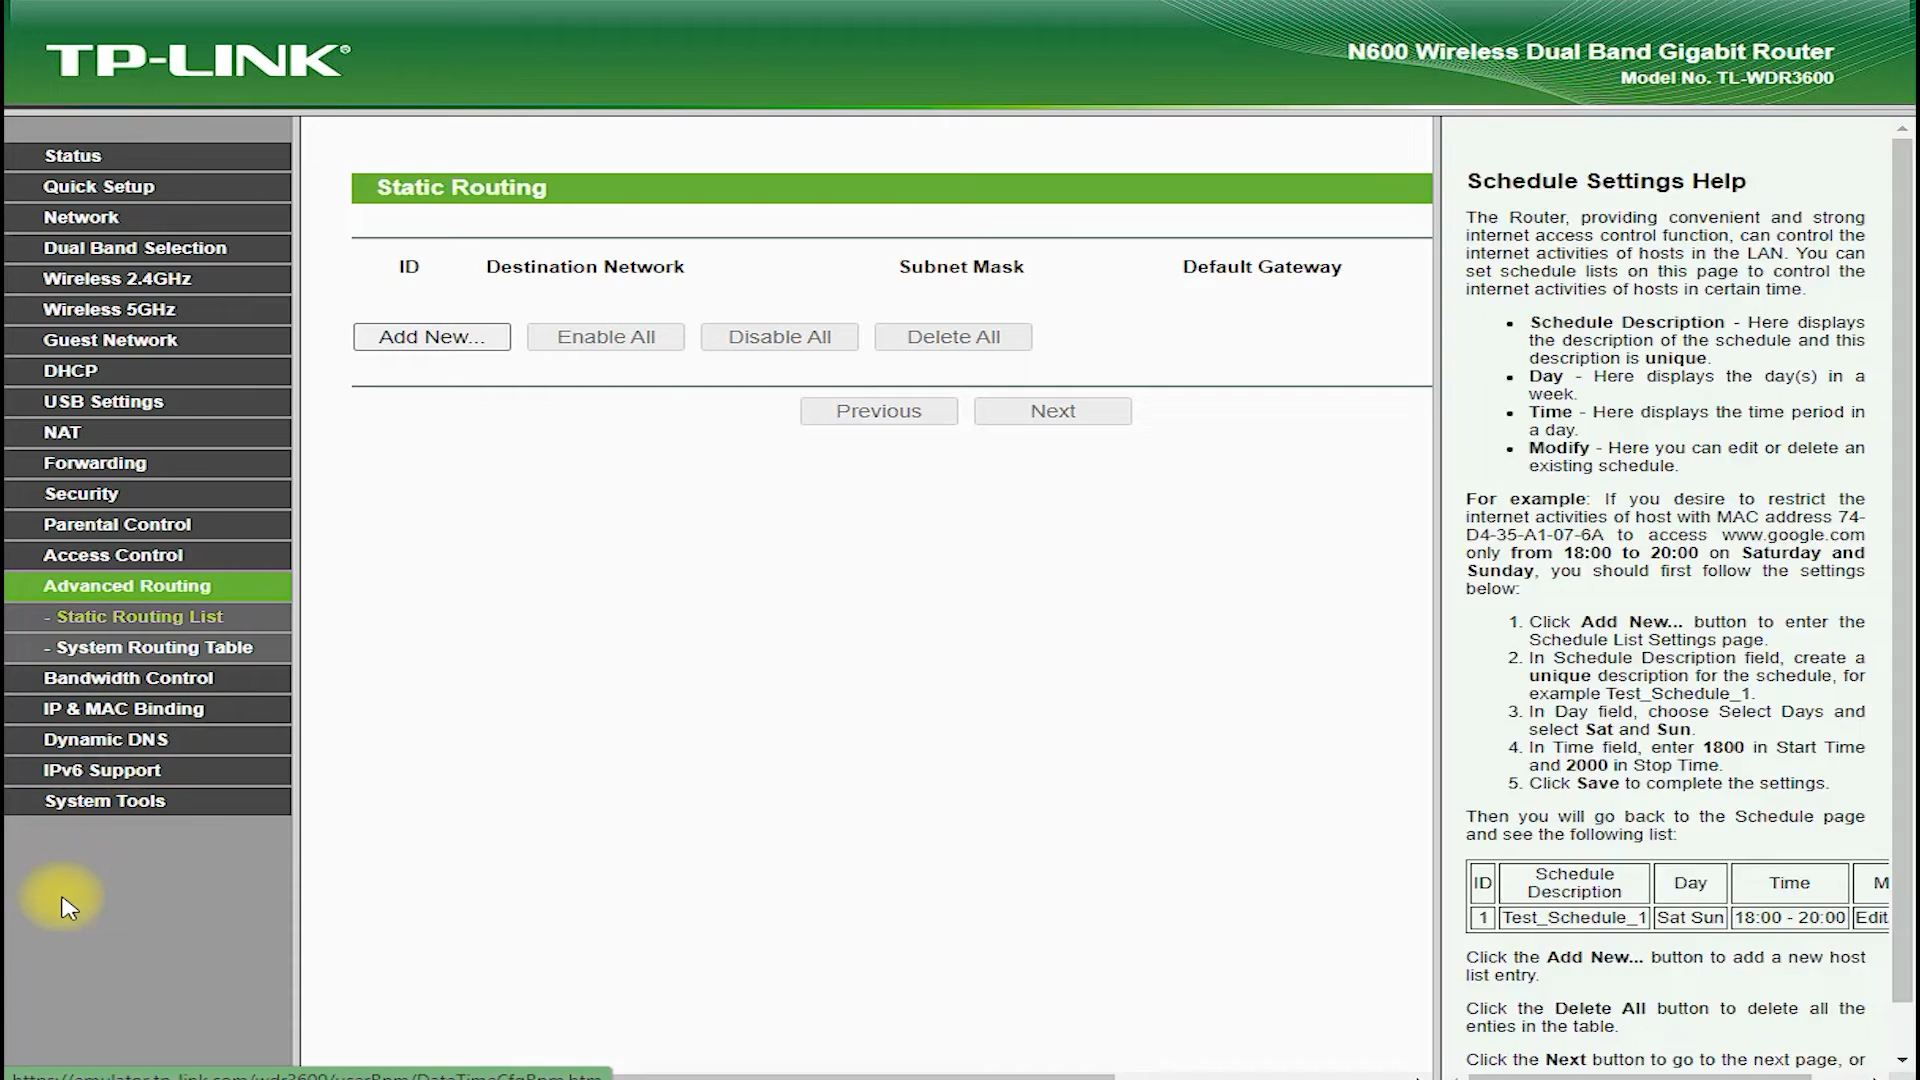 TP-LINK®
N600 Wireless Dual Band Gigabit Router
Model No. TL-WDR3600
Status
Quick Setup
Network
Dual Band Selection
Wireless 2.4GHz
Wireless 5GHz
Guest Network
DHCP
USB Settings
NAT
Forwarding
Security
Parental Control
Access Control
Advanced Routing
- Static Routing List
- System Routing Table
Bandwidth Control
IP & MAC Binding
Dynamic DNS
IPv6 Support
System Tools
Static Routing
ID Destination Network Subnet Mask Default Gateway
Add New... Enable All Disable All Delete All
Previous Next
Schedule Settings Help
The Router, providing convenient and strong
internet access control function, can control the
internet activities of hosts in the LAN. You can
set schedule lists on this page to control the
internet activities of hosts in certain time.
• Schedule Description - Here displays
the description of the schedule and this
description is unique.
• Day - Here displays the day(s) in a
week.
• Time - Here displays the time period in
a day.
• Modify - Here you can edit or delete an
existing schedule.
For example: If you desire to restrict the
internet activities of host with MAC address 74-
D4-35-A1-07-6A to access www.google.com
only from 18:00 to 20:00 on Saturday and
Sunday, you should first follow the settings
below:
1. Click Add New... button to enter the
Schedule List Settings page.
2. In Schedule Description field, create a
unique description for the schedule, for
example Test_Schedule_1.
3. In Day field, choose Select Days and
select Sat and Sun.
4. In Time field, enter 1800 in Start Time
and 2000 in Stop Time.
5. Click Save to complete the settings.
Then you will go back to the Schedule page
and see the following list:
ID Schedule Description Day Time M
1 Test_Schedule_1 Sat Sun 18:00 - 20:00 Edit
Click the Add New... button to add a new host
list entry.
Click the Delete All button to delete all the
enties in the table.
Click the Next button to go to the next page, or